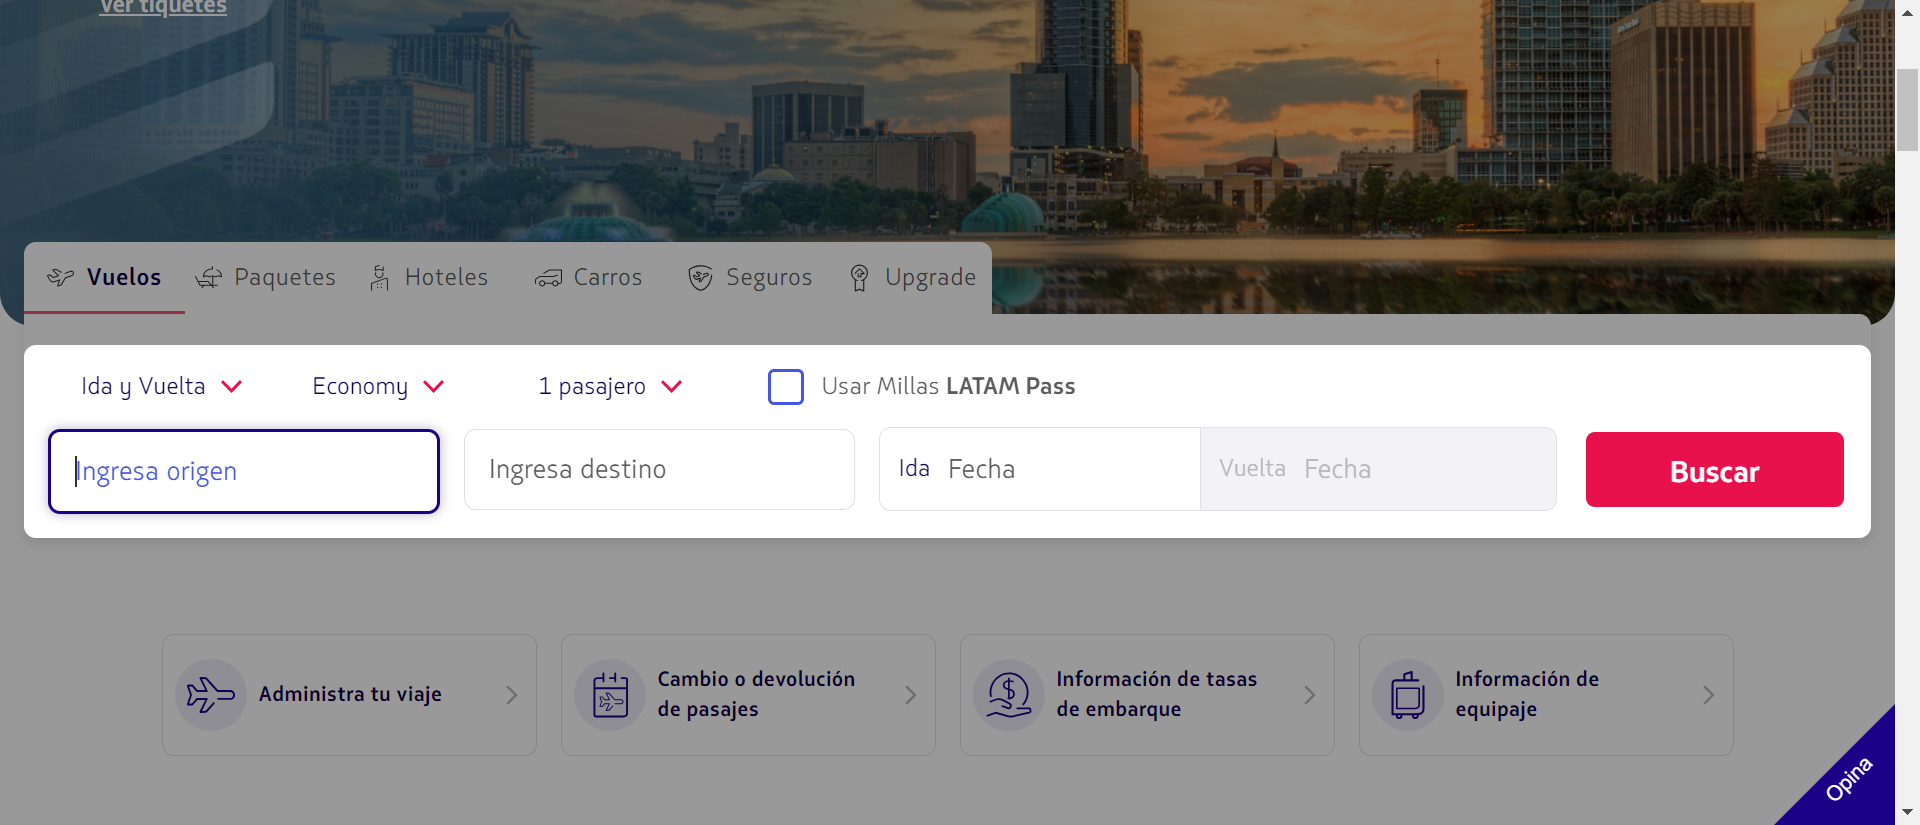 Ver tiquetes
Vuelos
Paquetes
Hoteles
Carros
Seguros
Upgrade
Ida y Vuelta
Economy
1 pasajero
Usar Millas LATAM Pass
Ingresa origen
Ingresa destino
Ida Fecha
Vuelta Fecha
Buscar
Administra tu viaje
Cambio o devolución
de pasajes
Información de tasas
de embarque
Información de
equipaje
Opina